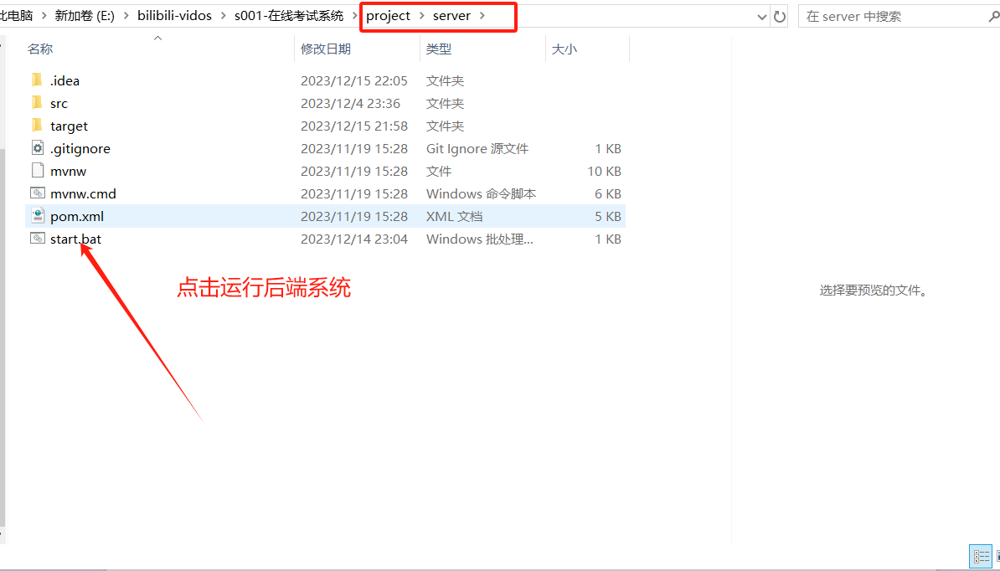 此电脑 > 新加卷 (E:) > bilibili-vidos > s001-在线考试系统 > project > server > 在 server 中搜索
名称 修改日期 类型 大小
.idea 2023/12/15 22:05 文件夹
src 2023/12/4 23:36 文件夹
target 2023/12/15 21:58 文件夹
.gitignore 2023/11/19 15:28 Git Ignore 源文件 1 KB
mvnw 2023/11/19 15:28 文件 10 KB
mvnw.cmd 2023/11/19 15:28 Windows 命令脚本 6 KB
pom.xml 2023/11/19 15:28 XML 文档 5 KB
start.bat 2023/12/14 23:04 Windows 批处理... 1 KB
点击运行后端系统
选择要预览的文件。